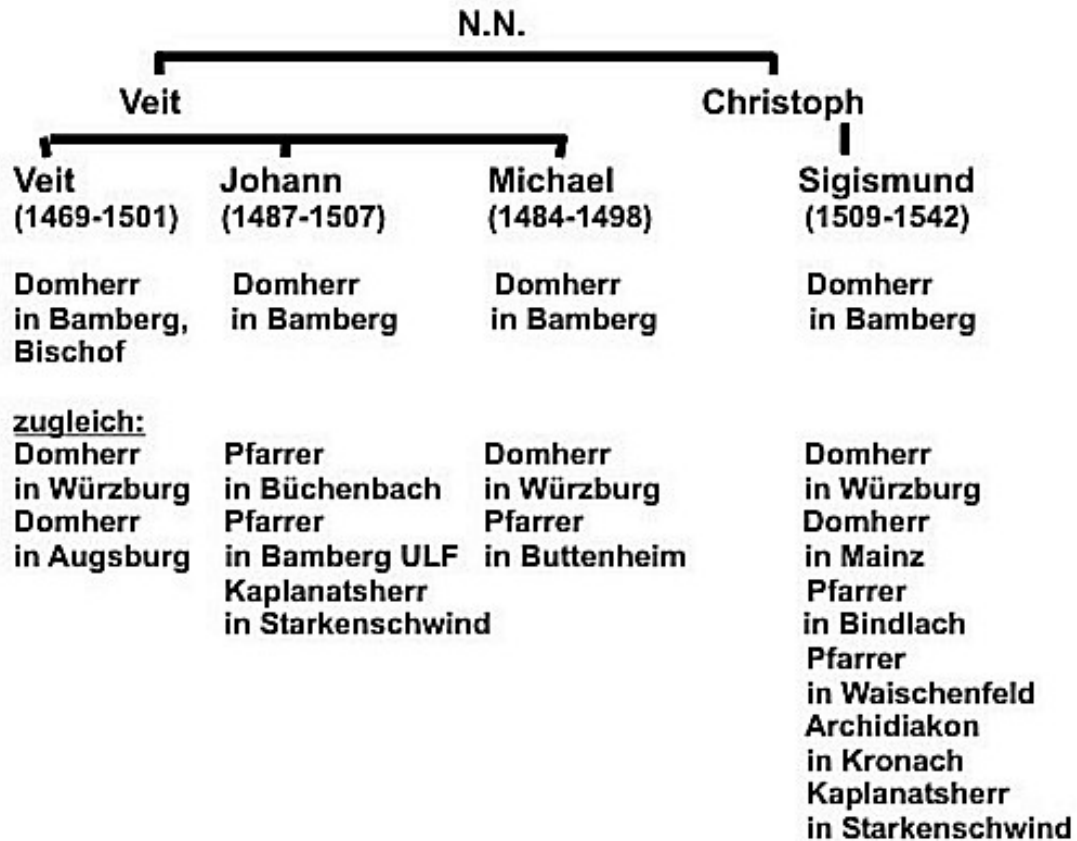 N.N.
Veit
Christoph
Veit
(1469-1501)
Domherr
in Bamberg,
Bischof
zugleich:
Domherr
in Würzburg
Domherr
in Augsburg
Johann
(1487-1507)
Domherr
in Bamberg
Pfarrer
in Büchenbach
Pfarrer
in Bamberg ULF
Kaplanatsherr
in Starkenschwind
Michael
(1484-1498)
Domherr
in Bamberg
Domherr
in Würzburg
Pfarrer
in Buttenheim
Sigismund
(1509-1542)
Domherr
in Bamberg
Domherr
in Würzburg
Domherr
in Mainz
Pfarrer
in Bindlach
Pfarrer
in Waischenfeld
Archidiakon
in Kronach
Kaplanatsherr
in Starkenschwind